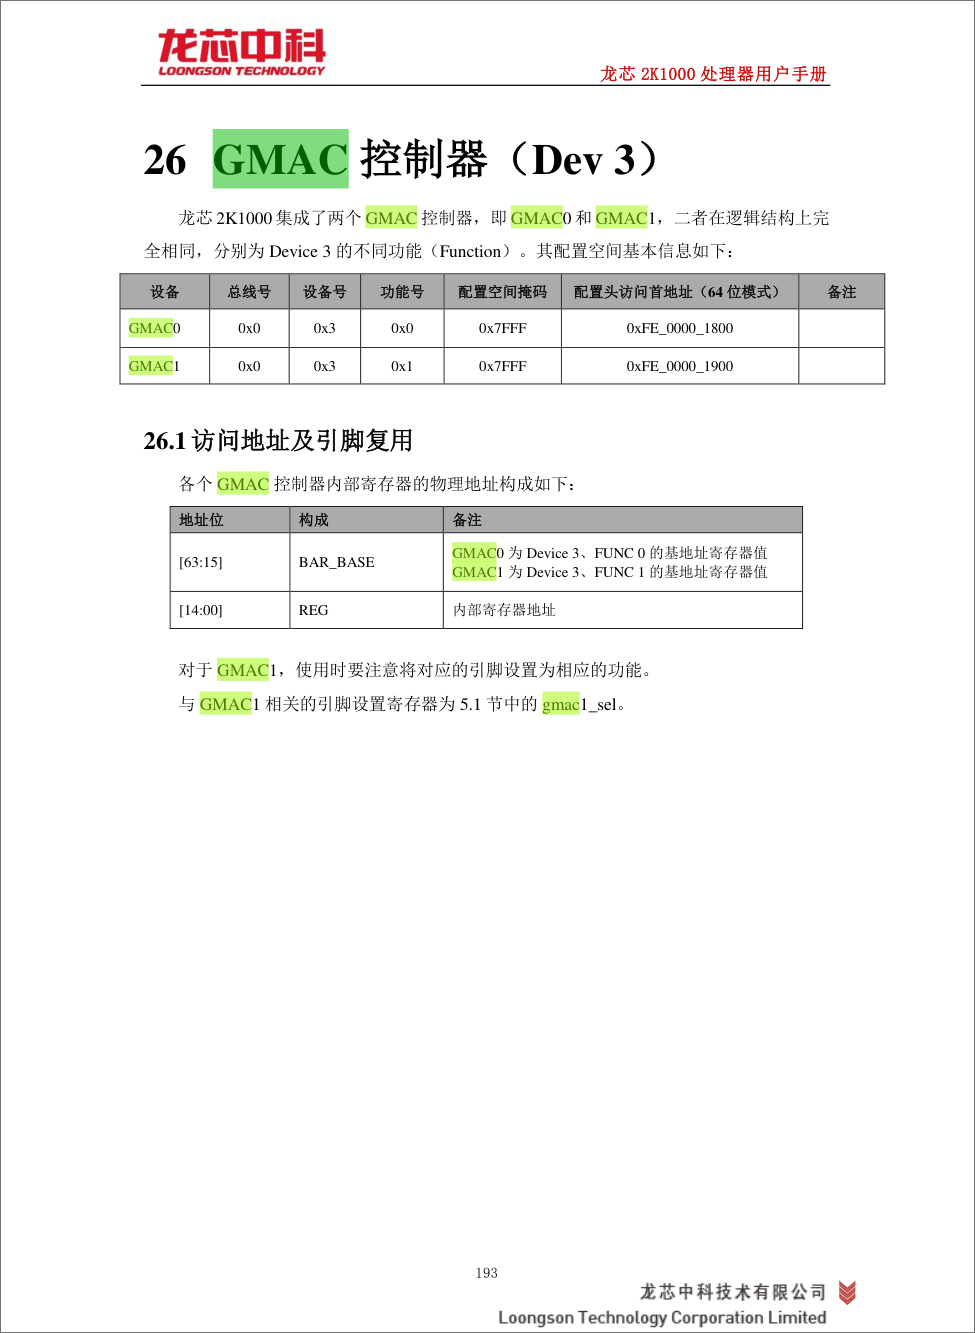 龙芯中科
LOONGSON TECHNOLOGY
龙芯 2K1000 处理器用户手册
26 GMAC 控制器（Dev 3）
龙芯 2K1000 集成了两个 GMAC 控制器，即 GMAC0 和 GMAC1，二者在逻辑结构上完
全相同，分别为 Device 3 的不同功能（Function）。其配置空间基本信息如下：
设备 总线号 设备号 功能号 配置空间掩码 配置头访问首地址（64 位模式） 备注
GMAC0 0x0 0x3 0x0 0x7FFF 0xFE_0000_1800
GMAC1 0x0 0x3 0x1 0x7FFF 0xFE_0000_1900
26.1 访问地址及引脚复用
各个 GMAC 控制器内部寄存器的物理地址构成如下：
地址位 构成 备注
[63:15] BAR_BASE GMAC0 为 Device 3、FUNC 0 的基地址寄存器值
GMAC1 为 Device 3、FUNC 1 的基地址寄存器值
[14:00] REG 内部寄存器地址
对于 GMAC1，使用时要注意将对应的引脚设置为相应的功能。
与 GMAC1 相关的引脚设置寄存器为 5.1 节中的 gmac1_sel。
193
龙芯中科技术有限公司
Loongson Technology Corporation Limited